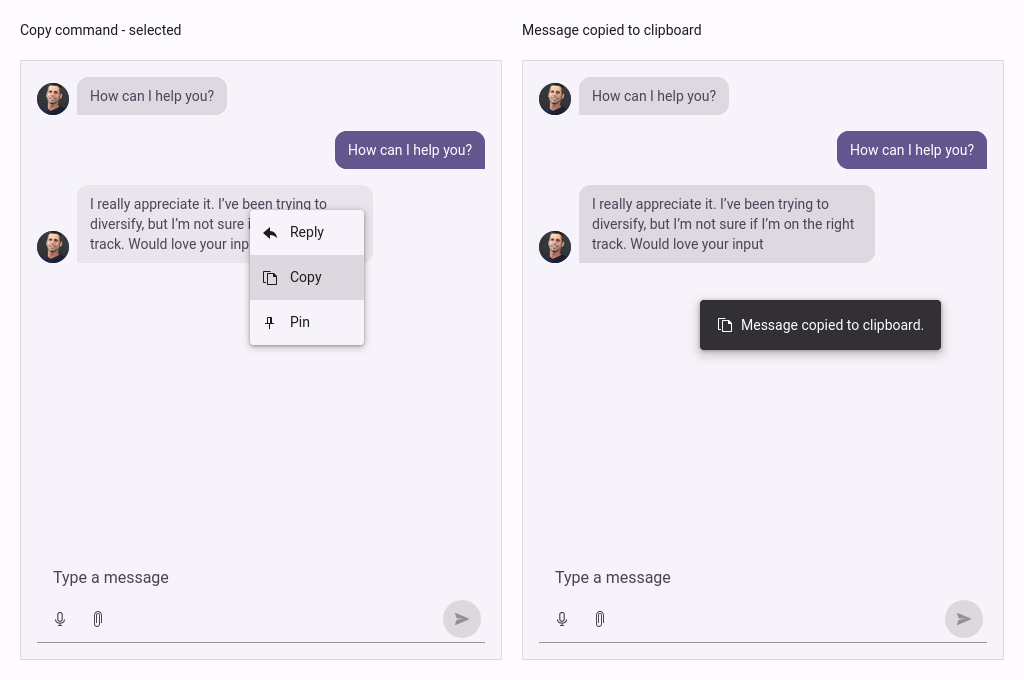 Copy command - selected
How can I help you?
How can I help you?
I really appreciate it. I’ve been trying to
diversify, but I’m not sure i
track. Would love your inp
Reply
Copy
Pin
Type a message
Message copied to clipboard
How can I help you?
How can I help you?
I really appreciate it. I’ve been trying to
diversify, but I’m not sure if I’m on the right
track. Would love your input
Message copied to clipboard.
Type a message